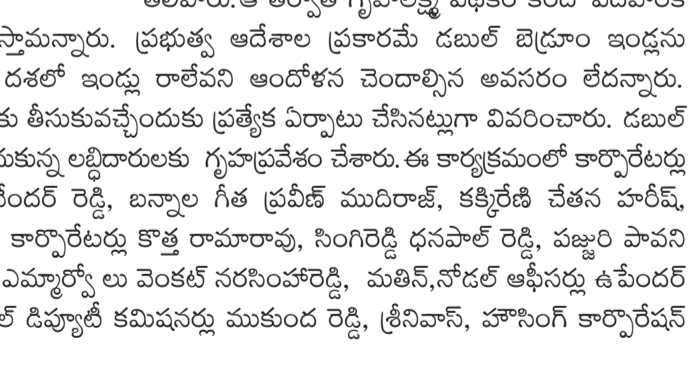 తెలిపారు. ఆ తర్వాత గృహలక్ష్మి పథకం కింద
స్తామన్నారు. ప్రభుత్వ ఆదేశాల ప్రకారమే డబుల్ బెడ్రూం ఇండ్లను
దశలో ఇండ్లు రాలేవని ఆందోళన చెందాల్సిన అవసరం లేదన్నారు.
కు తీసుకువచ్చేందుకు ప్రత్యేక ఏర్పాటు చేసినట్లుగా వివరించారు. డబుల్
దుకున్న లబ్ధిదారులకు గృహప్రవేశం చేశారు. ఈ కార్యక్రమంలో కార్పొరేటర్లు
పేందర్ రెడ్డి, బన్నాల గీత ప్రవీణ్ ముదిరాజ్, కక్కిరేణి చేతన హరీష్,
కార్పొరేటర్లు కొత్త రామారావు, సింగిరెడ్డి ధనపాల్ రెడ్డి, పజ్జురి పావని
ఎమ్మార్వో లు వెంకట్ నరసింహారెడ్డి, మతిన్,నోడల్ ఆఫీసర్లు ఉపేందర్
ల్ డిప్యూటీ కమిషనర్లు ముకుంద రెడ్డి, శ్రీనివాస్, హౌసింగ్ కార్పొరేషన్